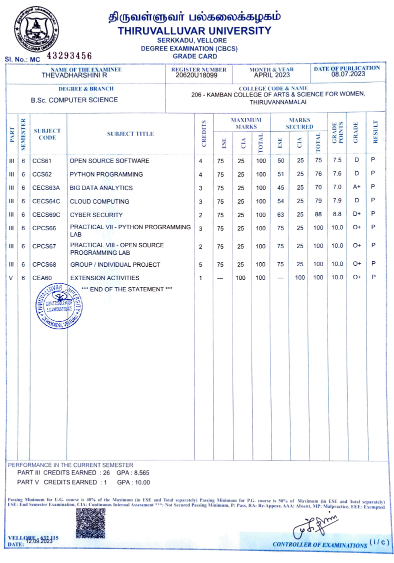 திருவள்ளுவர் பல்கலைக்கழகம்
THIRUVALLUVAR UNIVERSITY
SERKKADU, VELLORE
DEGREE EXAMINATION (CBCS)
GRADE CARD
Sl. No.: MC 43293456
NAME OF THE EXAMINEE REGISTER NUMBER MONTH & YEAR DATE OF PUBLICATION
THEVADHARSHINI R 20620U18099 APRIL 2023 08.07.2023
DEGREE & BRANCH COLLEGE CODE & NAME
B.Sc. COMPUTER SCIENCE 206 - KAMBAN COLLEGE OF ARTS & SCIENCE FOR WOMEN, THIRUVANNAMALAI
PART SEMESTER SUBJECT CODE SUBJECT TITLE CREDITS MAXIMUM MARKS MARKS SECURED GRADE POINTS GRADE RESULT
ESE CIA TOTAL ESE CIA TOTAL
III 6 CCS61 OPEN SOURCE SOFTWARE 4 75 25 100 50 25 75 7.5 D P
III 6 CCS62 PYTHON PROGRAMMING 4 75 25 100 51 25 76 7.6 D P
III 6 CECS63A BIG DATA ANALYTICS 3 75 25 100 45 25 70 7.0 A+ P
III 6 CECS64C CLOUD COMPUTING 3 75 25 100 54 25 79 7.9 D P
III 6 CCS69C CYBER SECURITY 2 75 25 100 63 25 88 8.8 D+ P
III 6 CPCS66 PRACTICAL VII - PYTHON PROGRAMMING LAB 3 75 25 100 75 25 100 10.0 O+ P
III 6 CPCS67 PRACTICAL VIII - OPEN SOURCE PROGRAMMING LAB 2 75 25 100 75 25 100 10.0 O+ P
III 6 CPCS68 GROUP / INDIVIDUAL PROJECT 5 75 25 100 75 25 100 10.0 O+ P
V 6 CEA60 EXTENSION ACTIVITIES 1 --- 100 100 --- 100 100 10.0 O+ P
*** END OF THE STATEMENT ***
PERFORMANCE IN THE CURRENT SEMESTER
PART III CREDITS EARNED : 26 GPA : 8.565
PART V CREDITS EARNED : 1 GPA : 10.00
Passing Minimum for U.G. course is 40% of the Maximum (in ESE and Total separately) Passing Minimum for P.G. course is 50% of Maximum (in ESE and Total separately)
ESE: End Semester Examination, CIA: Continuous Internal Assessment ***: Not Secured Passing Minimum, P: Pass, RA: Re-Appear, AAA: Absent, MP: Malpractice, EEE: Exempted
VELLORE - 632 115
DATE: 12.09.2023
CONTROLLER OF EXAMINATIONS (i/c)